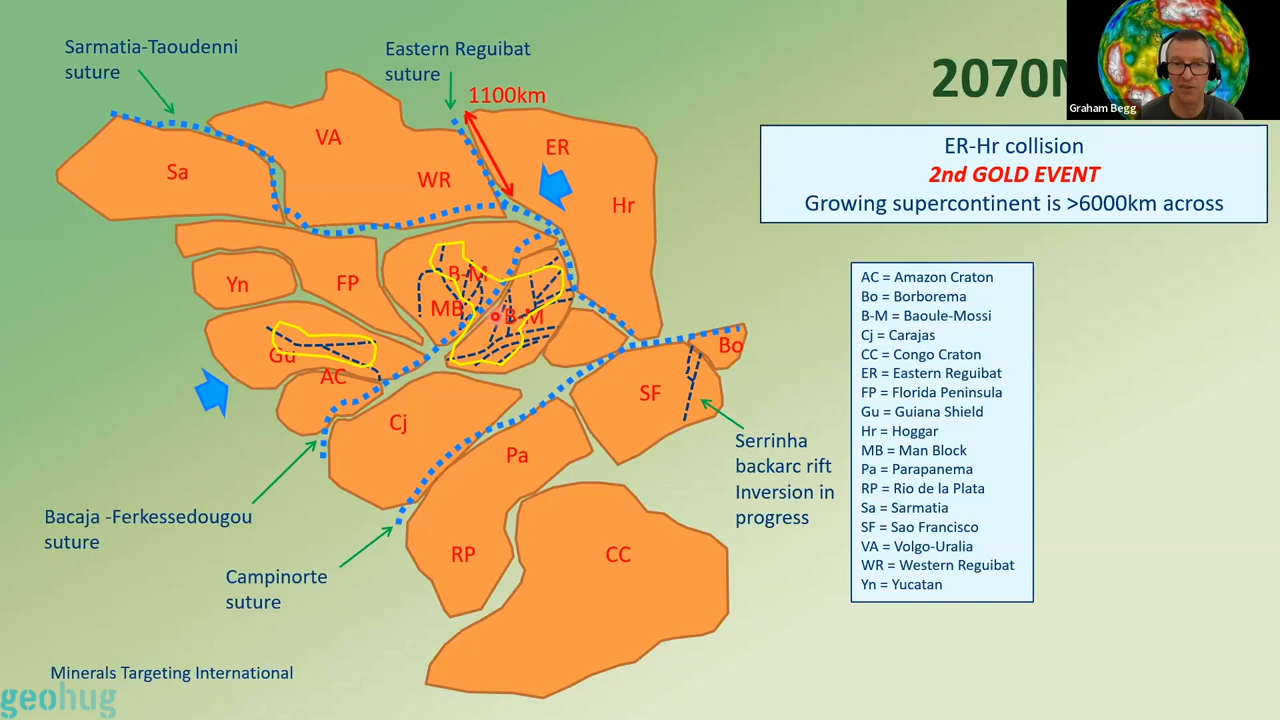 Sarmatia-Taoudenni
suture
Eastern Reguibat
suture
1100km
2070M
Graham Begg
ER-Hr collision
2nd GOLD EVENT
Growing supercontinent is >6000km across
VA
ER
Sa
WR
Hr
Yn
FP
B-M
MB
B-M
Gu
AC
Bo
SF
Cj
Pa
RP
CC
AC = Amazon Craton
Bo = Borborema
B-M = Baoule-Mossi
Cj = Carajas
CC = Congo Craton
ER = Eastern Reguibat
FP = Florida Peninsula
Gu = Guiana Shield
Hr = Hoggar
MB = Man Block
Pa = Parapanema
RP = Rio de la Plata
Sa = Sarmatia
SF = Sao Francisco
VA = Volgo-Uralia
WR = Western Reguibat
Yn = Yucatan
Serrinha
backarc rift
Inversion in
progress
Bacaja -Ferkessedougou
suture
Campinorte
suture
Minerals Targeting International
geohug